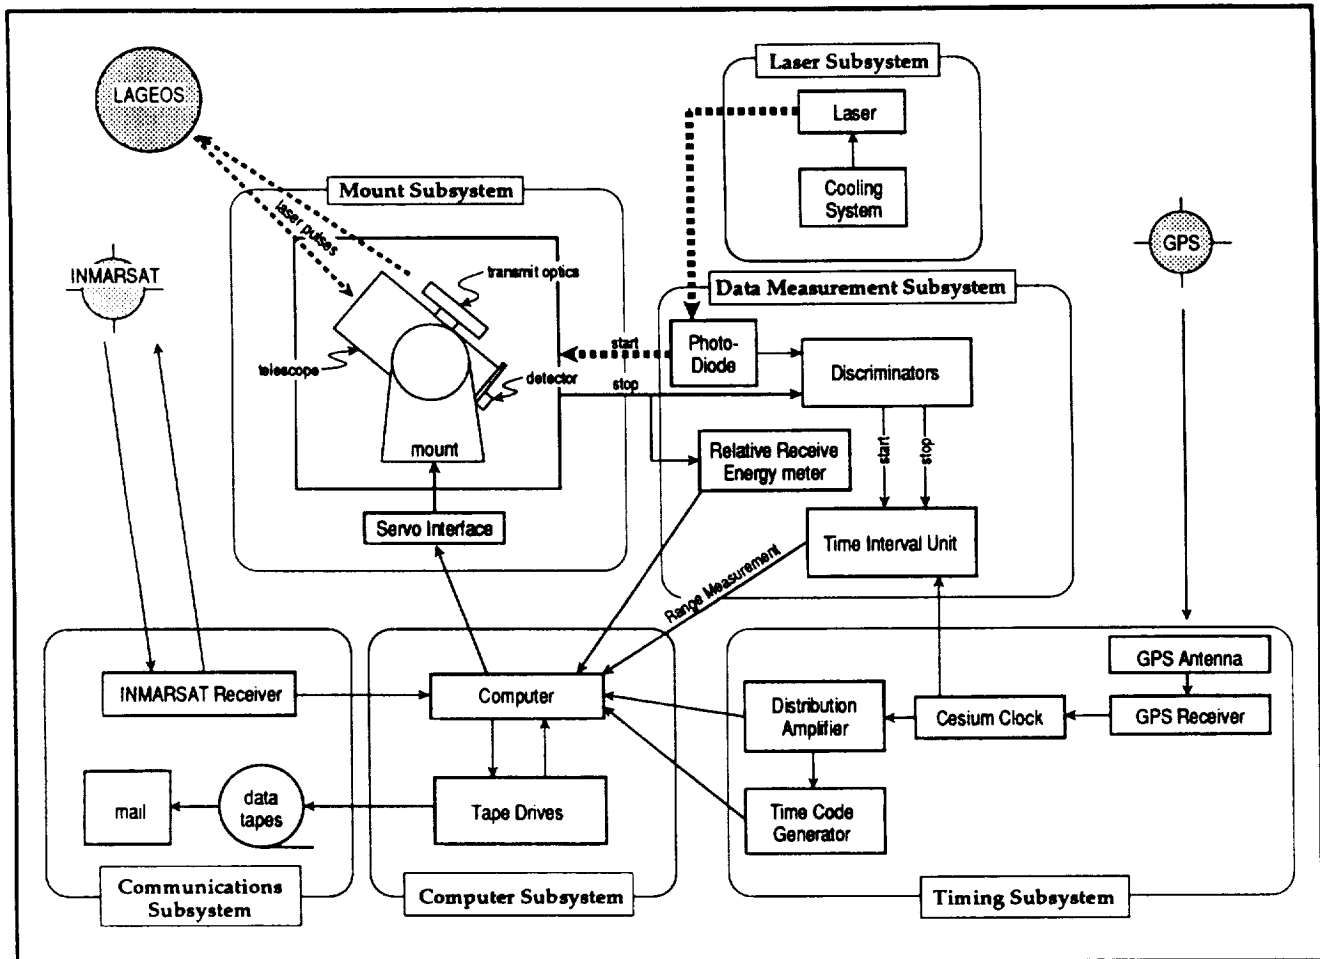 LAGEOS
Laser Subsystem
Laser
Cooling
System
Mount Subsystem
laser pulses
transmit optics
telescope
detector
mount
Servo Interface
INMARSAT
GPS
Data Measurement Subsystem
Photo-
Diode
start
stop
Discriminators
start
stop
Relative Receive
Energy meter
Time Interval Unit
Range Measurement
INMARSAT Receiver
mail
data
tapes
Communications
Subsystem
Computer
Tape Drives
Computer Subsystem
GPS Antenna
GPS Receiver
Cesium Clock
Distribution
Amplifier
Time Code
Generator
Timing Subsystem